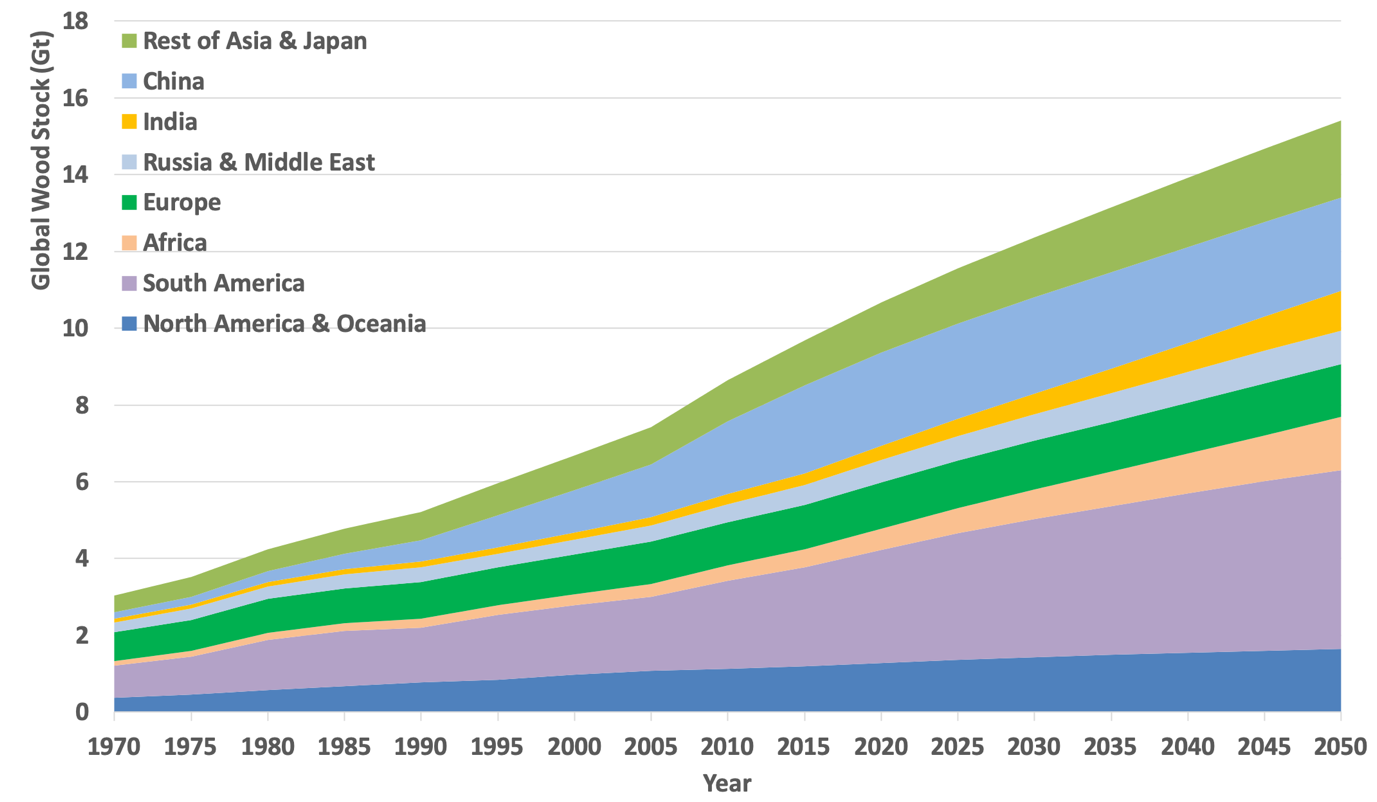 Global Wood Stock (Gt)
18
16
14
12
10
8
6
4
2
0
Rest of Asia & Japan
China
India
Russia & Middle East
Europe
Africa
South America
North America & Oceania
1970 1975 1980 1985 1990 1995 2000 2005 2010 2015 2020 2025 2030 2035 2040 2045 2050
Year